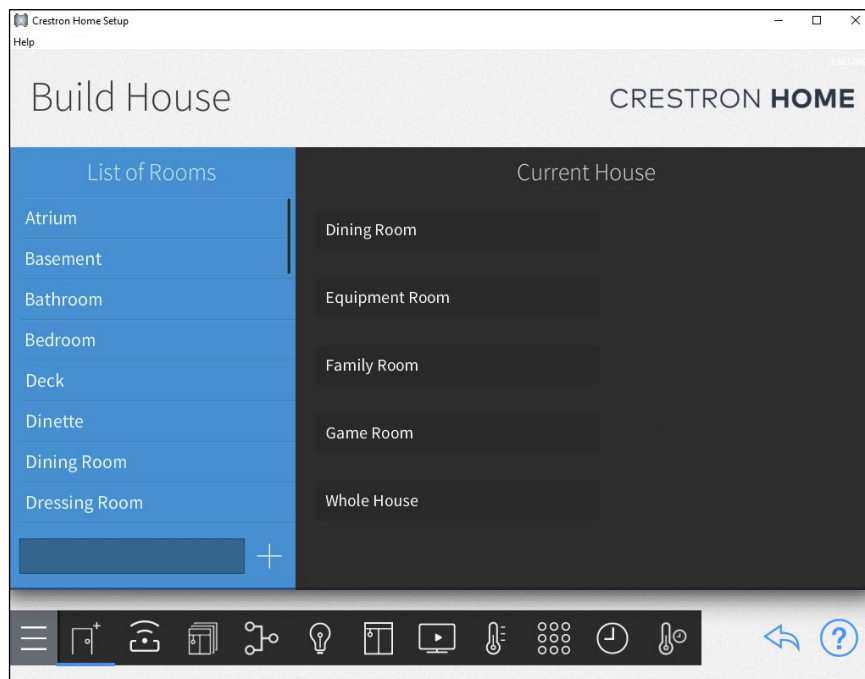 Crestron Home Setup
Help
Build House
CRESTRON HOME
List of Rooms
Current House
Atrium
Basement
Bathroom
Bedroom
Deck
Dinette
Dining Room
Dressing Room
Dining Room
Equipment Room
Family Room
Game Room
Whole House
?